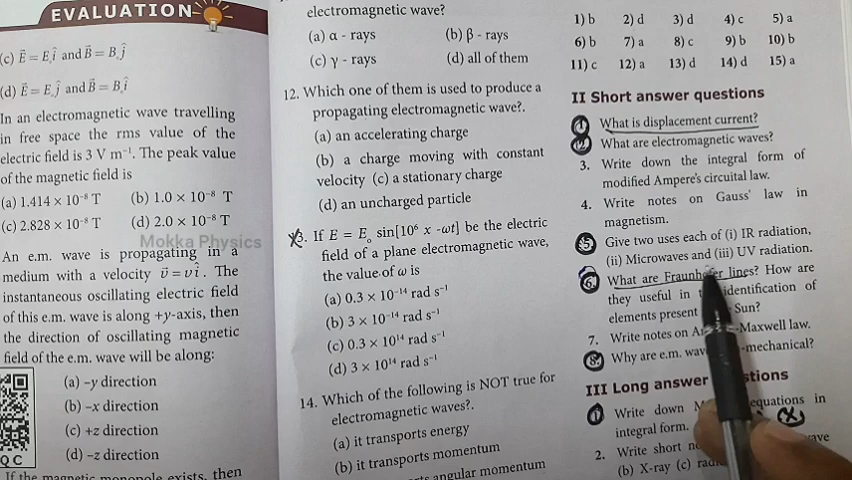 EVALUATION
(c) E⃗ = E₀î and B⃗ = B₀ĵ
(d) E⃗ = E₀ĵ and B⃗ = B₀î
In an electromagnetic wave travelling
in free space the rms value of the
electric field is 3 V m⁻¹. The peak value
of the magnetic field is
(a) 1.414 × 10⁻⁸ T (b) 1.0 × 10⁻⁸ T
(c) 2.828 × 10⁻⁸ T (d) 2.0 × 10⁻⁸ T
Mokka Physics
An e.m. wave is propagating in a
medium with a velocity v⃗ = vî. The
instantaneous oscillating electric field
of this e.m. wave is along +y-axis, then
the direction of oscillating magnetic
field of the e.m. wave will be along:
(a) –y direction
(b) –x direction
(c) +z direction
(d) –z direction
QC
If the magnetic monopole exists, then
electromagnetic wave?
(a) α - rays (b) β - rays
(c) γ - rays (d) all of them
12. Which one of them is used to produce a
propagating electromagnetic wave?.
(a) an accelerating charge
(b) a charge moving with constant
velocity (c) a stationary charge
(d) an uncharged particle
3. If E = E₀ sin[10⁶ x -ωt] be the electric
field of a plane electromagnetic wave,
the value of ω is
(a) 0.3 × 10⁻¹⁴ rad s⁻¹
(b) 3 × 10⁻¹⁴ rad s⁻¹
(c) 0.3 × 10¹⁴ rad s⁻¹
(d) 3 × 10¹⁴ rad s⁻¹
14. Which of the following is NOT true for
electromagnetic waves?.
(a) it transports energy
(b) it transports momentum
angular momentum
1) b 2) d 3) d 4) c 5) a
6) b 7) a 8) c 9) b 10) b
11) c 12) a 13) d 14) d 15) a
II Short answer questions
1. What is displacement current?
What are electromagnetic waves?
3. Write down the integral form of
modified Ampere's circuital law.
4. Write notes on Gauss' law in
magnetism.
5. Give two uses each of (i) IR radiation,
(ii) Microwaves and (iii) UV radiation.
6. What are Fraunhofer lines? How are
they useful in identification of
elements present Sun?
7. Write notes on -Maxwell law.
8. Why are e.m. -mechanical?
III Long answer
1. Write down equations in
integral form.
2. Write short wave
(b) X-ray (c)